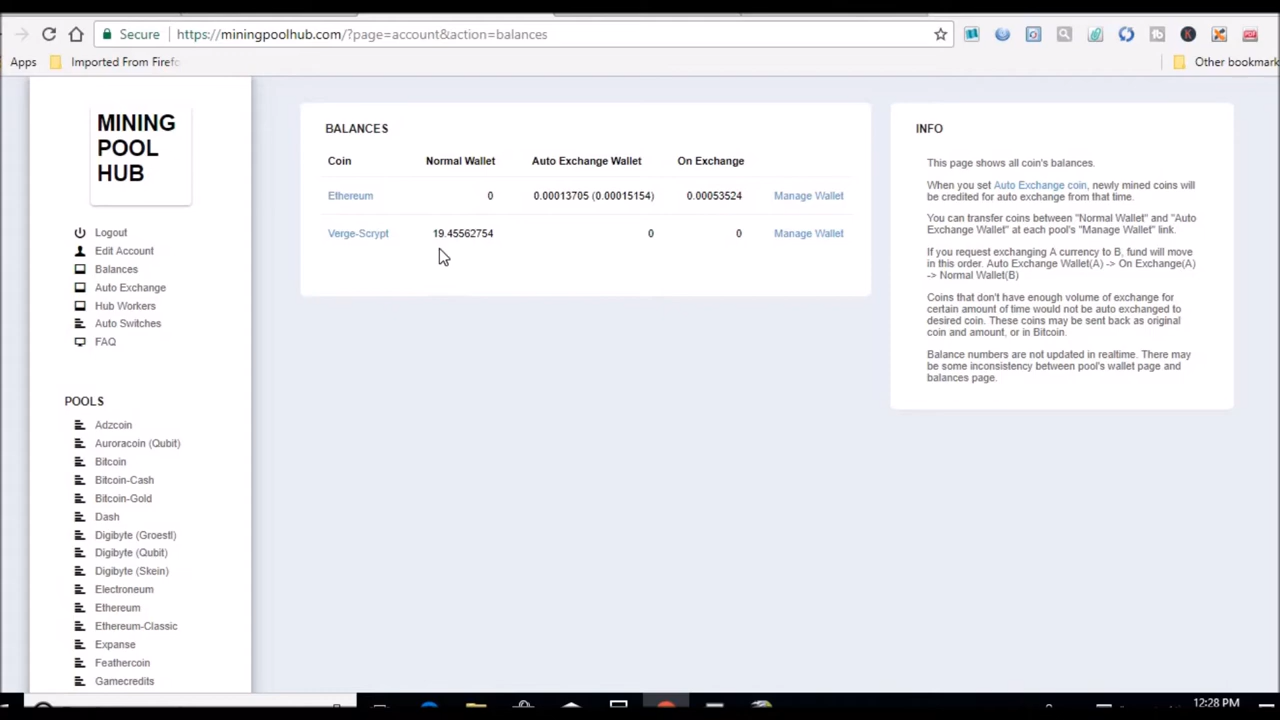 Secure https://miningpoolhub.com/?page=account&action=balances
Apps Imported From Firefo Other bookmark
MINING
POOL
HUB
Logout
Edit Account
Balances
Auto Exchange
Hub Workers
Auto Switches
FAQ
POOLS
Adzcoin
Auroracoin (Qubit)
Bitcoin
Bitcoin-Cash
Bitcoin-Gold
Dash
Digibyte (Groestl)
Digibyte (Qubit)
Digibyte (Skein)
Electroneum
Ethereum
Ethereum-Classic
Expanse
Feathercoin
Gamecredits
BALANCES
Coin Normal Wallet Auto Exchange Wallet On Exchange
Ethereum 0 0.00013705 (0.00015154) 0.00053524 Manage Wallet
Verge-Scrypt 19.45562754 0 0 Manage Wallet
INFO
This page shows all coin's balances.
When you set Auto Exchange coin, newly mined coins will
be credited for auto exchange from that time.
You can transfer coins between "Normal Wallet" and "Auto
Exchange Wallet" at each pool's "Manage Wallet" link.
If you request exchanging A currency to B, fund will move
in this order. Auto Exchange Wallet(A) -> On Exchange(A)
-> Normal Wallet(B)
Coins that don't have enough volume of exchange for
certain amount of time would not be auto exchanged to
desired coin. These coins may be sent back as original
coin and amount, or in Bitcoin.
Balance numbers are not updated in realtime. There may
be some inconsistency between pool's wallet page and
balances page.
12:28 PM